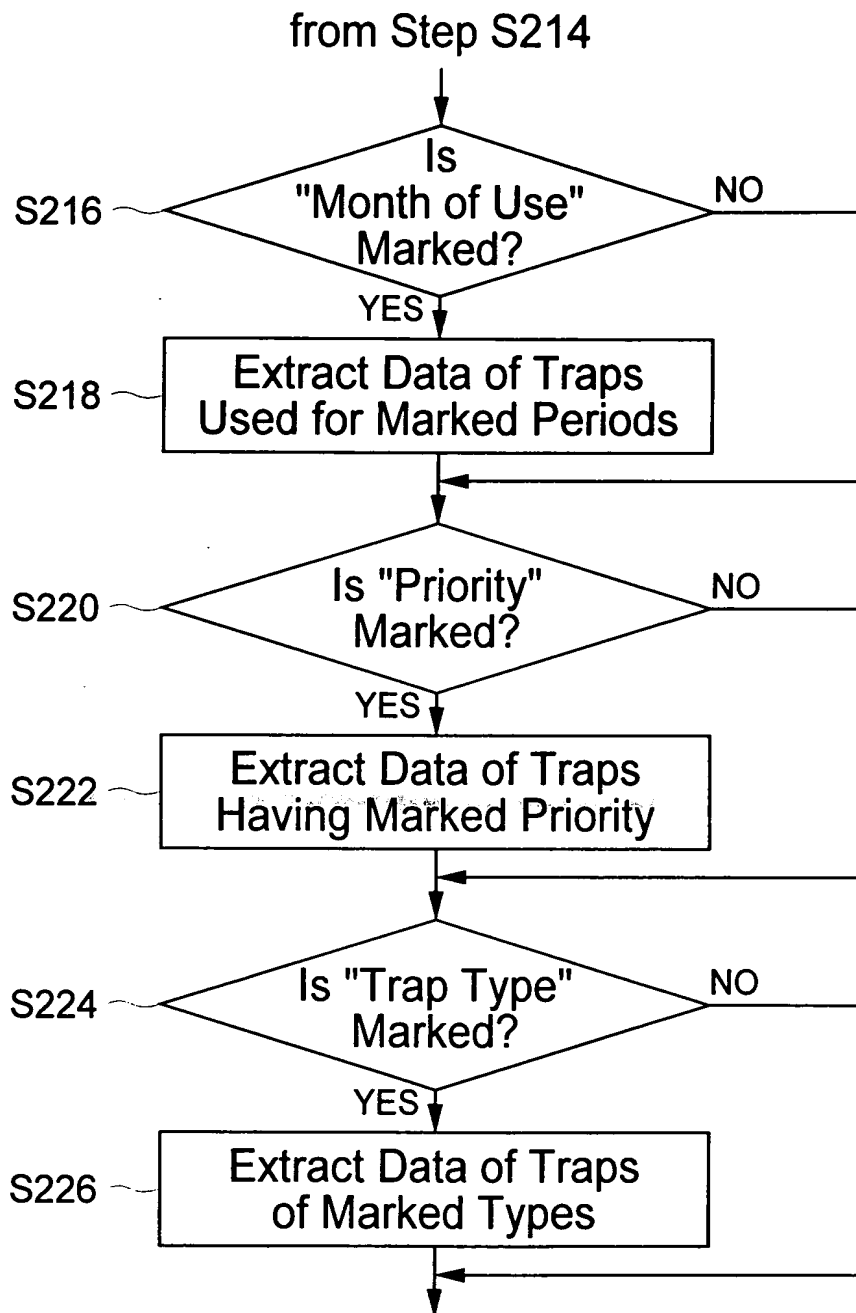 from Step S214
Is
"Month of Use"
Marked?
NO
S216
YES
Extract Data of Traps
Used for Marked Periods
S218
Is "Priority"
Marked?
NO
S220
YES
Extract Data of Traps
Having Marked Priority
S222
Is "Trap Type"
Marked?
NO
S224
YES
Extract Data of Traps
of Marked Types
S226